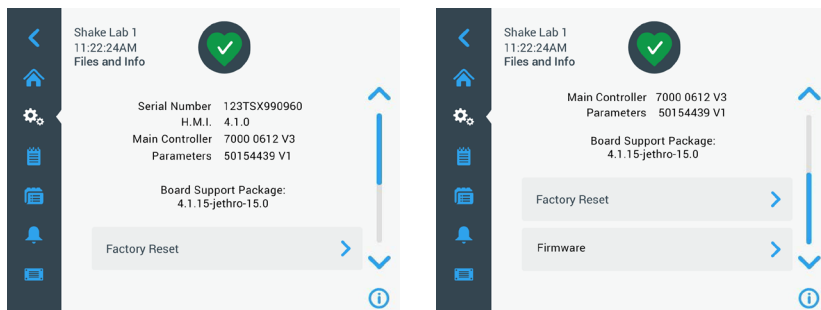 Shake Lab 1
11:22:24AM
Files and Info
Serial Number 123TSX990960
H.M.I. 4.1.0
Main Controller 7000 0612 V3
Parameters 50154439 V1
Board Support Package:
4.1.15-jethro-15.0
Factory Reset
Shake Lab 1
11:22:24AM
Files and Info
Main Controller 7000 0612 V3
Parameters 50154439 V1
Board Support Package:
4.1.15-jethro-15.0
Factory Reset
Firmware